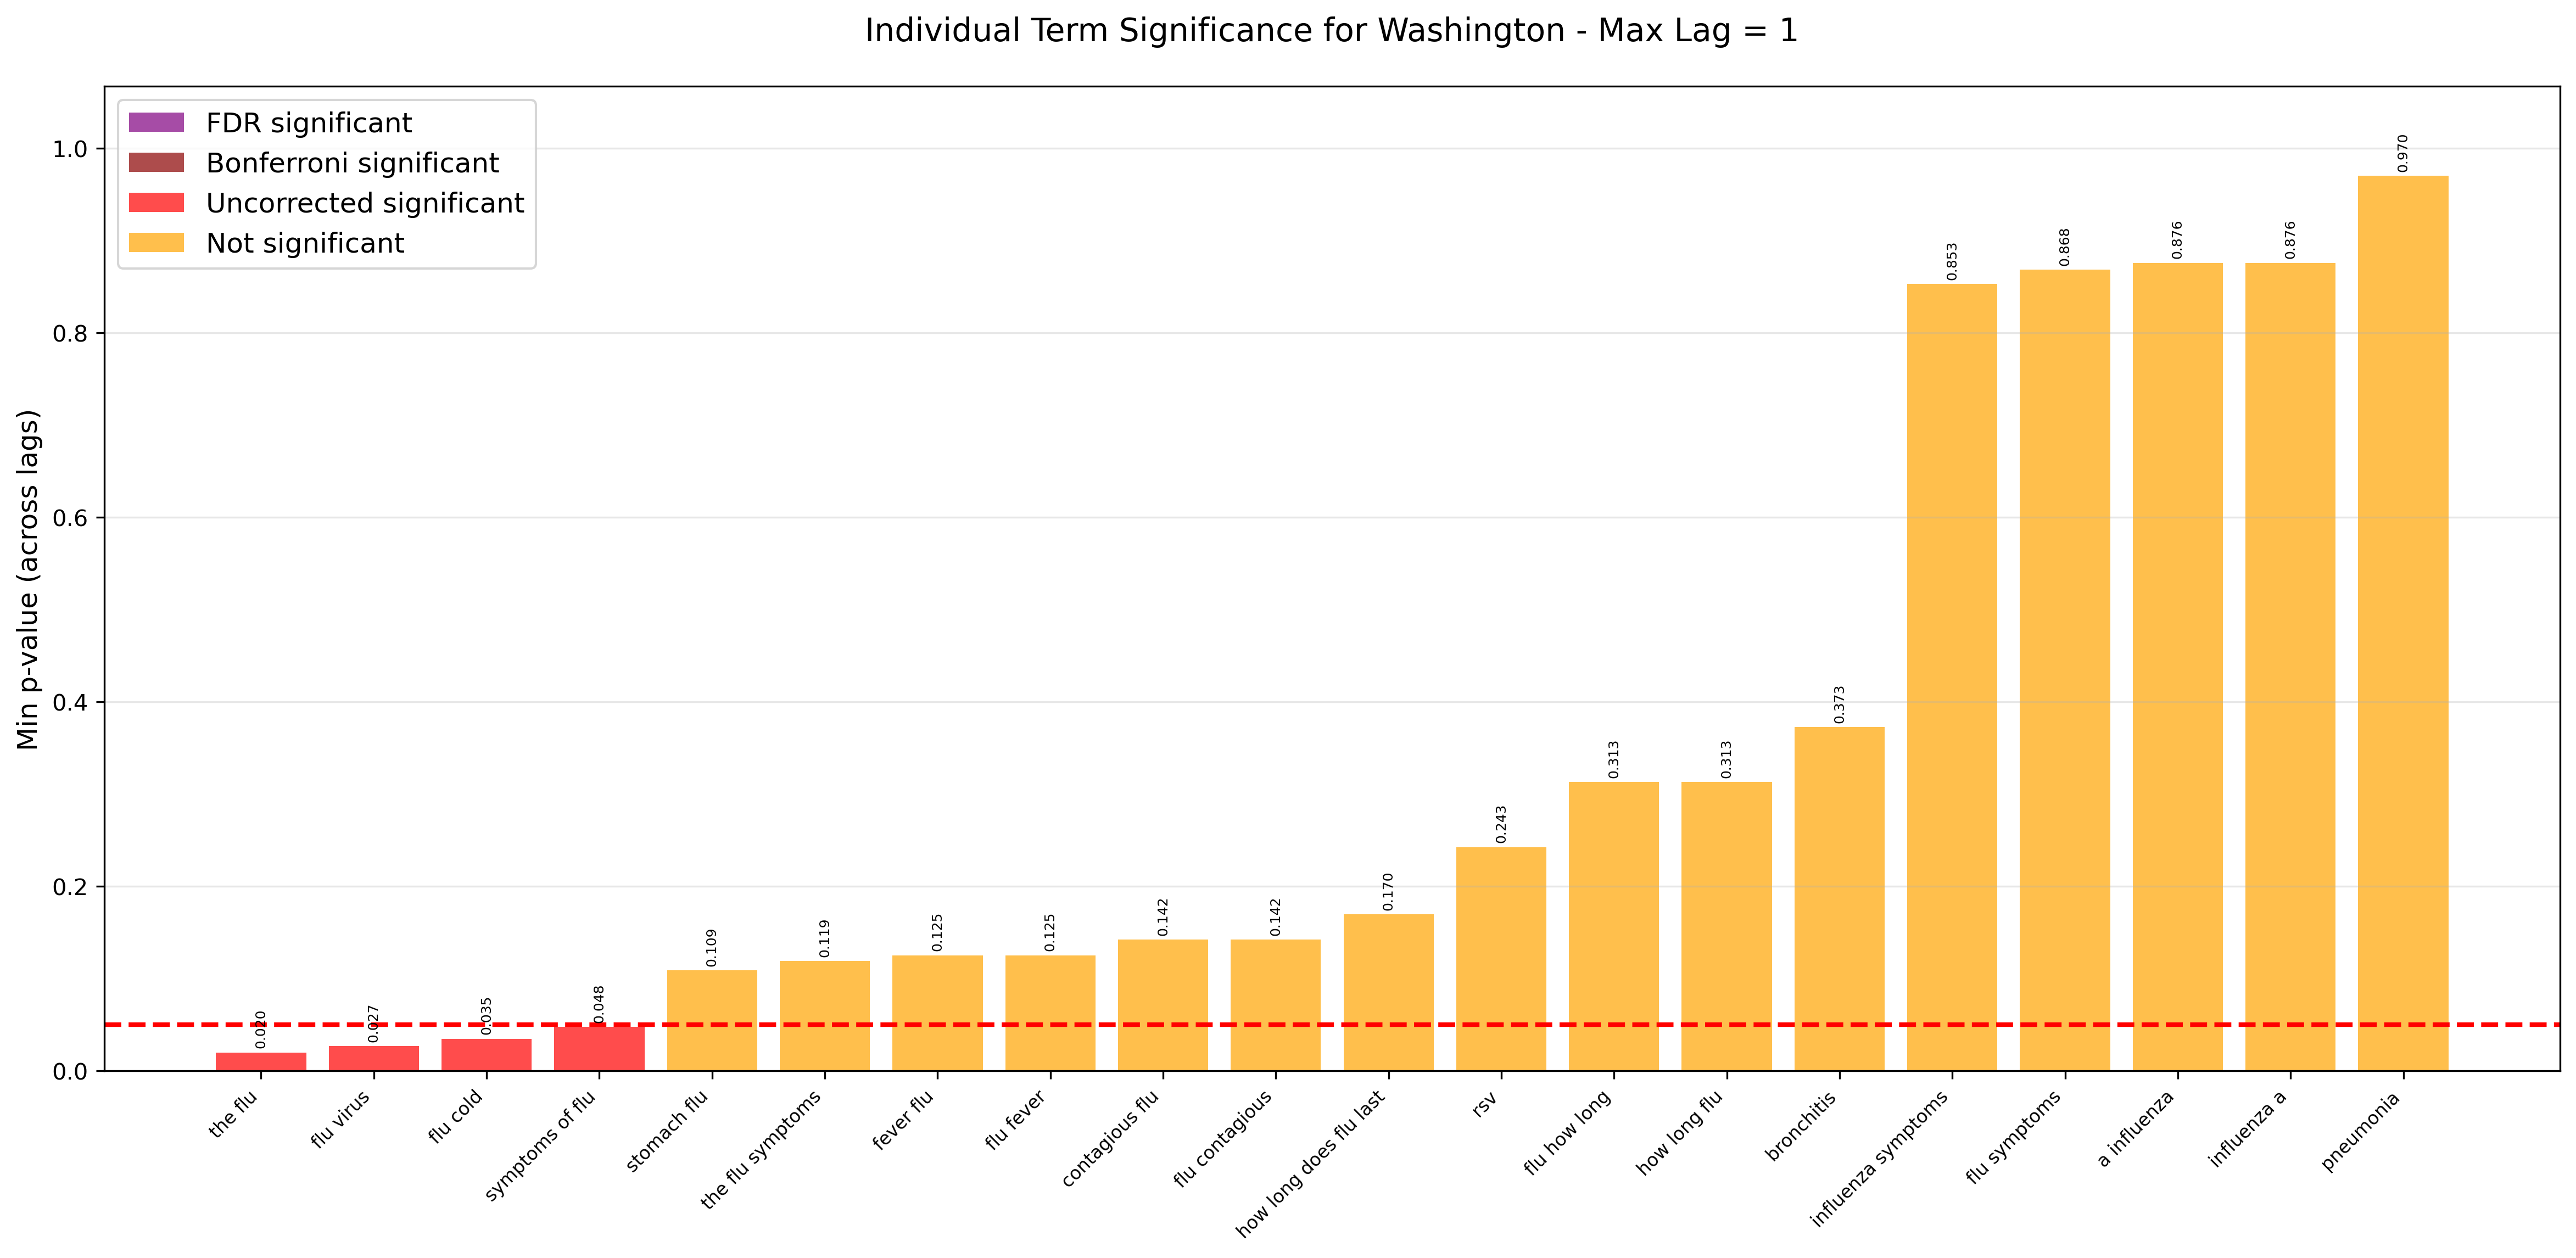 Individual Term Significance for Washington - Max Lag = 1
FDR significant
Bonferroni significant
Uncorrected significant
Not significant
Min p-value (across lags)
1.0
0.8
0.6
0.4
0.2
0.0
0.020
0.027
0.035
0.048
0.109
0.119
0.125
0.125
0.142
0.142
0.170
0.243
0.313
0.313
0.373
0.853
0.868
0.876
0.876
0.970
the flu
flu virus
flu cold
symptoms of flu
stomach flu
the flu symptoms
fever flu
flu fever
contagious flu
flu contagious
how long does flu last
rsv
flu how long
how long flu
bronchitis
influenza symptoms
flu symptoms
a influenza
influenza a
pneumonia